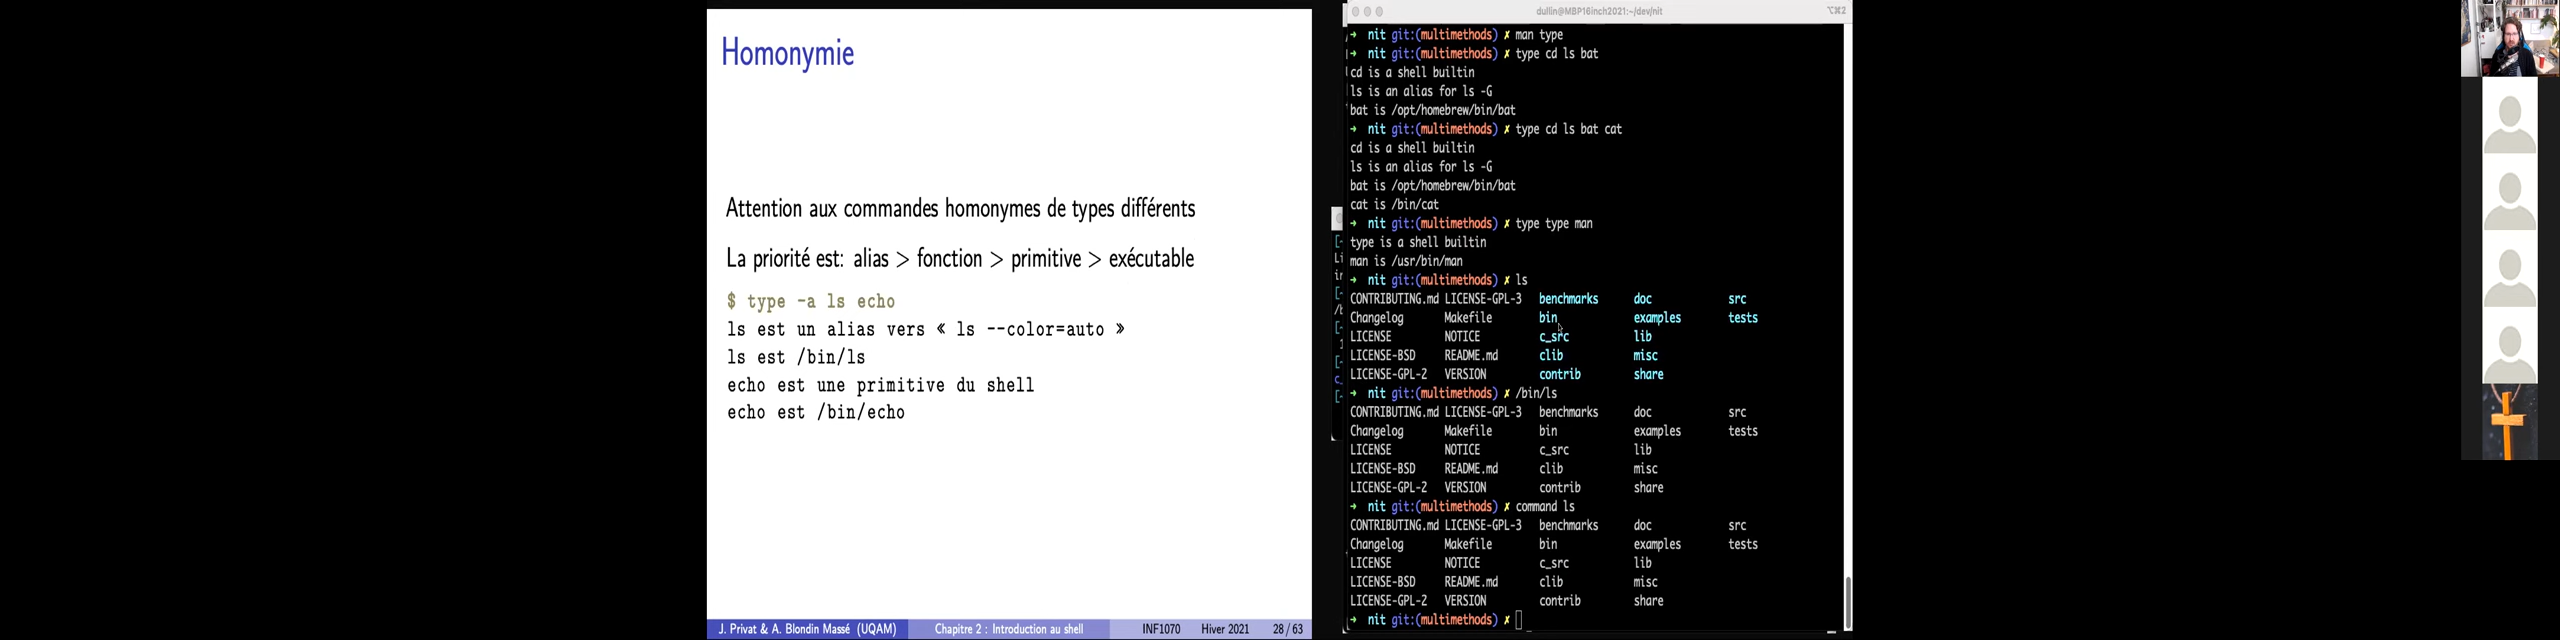 Homonymie
Attention aux commandes homonymes de types différents
La priorité est: alias > fonction > primitive > exécutable
$ type -a ls echo
ls est un alias vers « ls --color=auto »
ls est /bin/ls
echo est une primitive du shell
echo est /bin/echo
J. Privat & A. Blondin Massé (UQAM) Chapitre 2 : Introduction au shell INF1070 Hiver 2021 28 / 63
dullin@MBP16inch2021:~/dev/nit ⌥⌘2
➜ nit git:(multimethods) ✗ man type
➜ nit git:(multimethods) ✗ type cd ls bat
cd is a shell builtin
ls is an alias for ls -G
bat is /opt/homebrew/bin/bat
➜ nit git:(multimethods) ✗ type cd ls bat cat
cd is a shell builtin
ls is an alias for ls -G
bat is /opt/homebrew/bin/bat
cat is /bin/cat
➜ nit git:(multimethods) ✗ type type man
type is a shell builtin
man is /usr/bin/man
➜ nit git:(multimethods) ✗ ls
CONTRIBUTING.md LICENSE-GPL-3 benchmarks doc src
Changelog Makefile bin examples tests
LICENSE NOTICE c_src lib
LICENSE-BSD README.md clib misc
LICENSE-GPL-2 VERSION contrib share
➜ nit git:(multimethods) ✗ /bin/ls
CONTRIBUTING.md LICENSE-GPL-3 benchmarks doc src
Changelog Makefile bin examples tests
LICENSE NOTICE c_src lib
LICENSE-BSD README.md clib misc
LICENSE-GPL-2 VERSION contrib share
➜ nit git:(multimethods) ✗ command ls
CONTRIBUTING.md LICENSE-GPL-3 benchmarks doc src
Changelog Makefile bin examples tests
LICENSE NOTICE c_src lib
LICENSE-BSD README.md clib misc
LICENSE-GPL-2 VERSION contrib share
➜ nit git:(multimethods) ✗